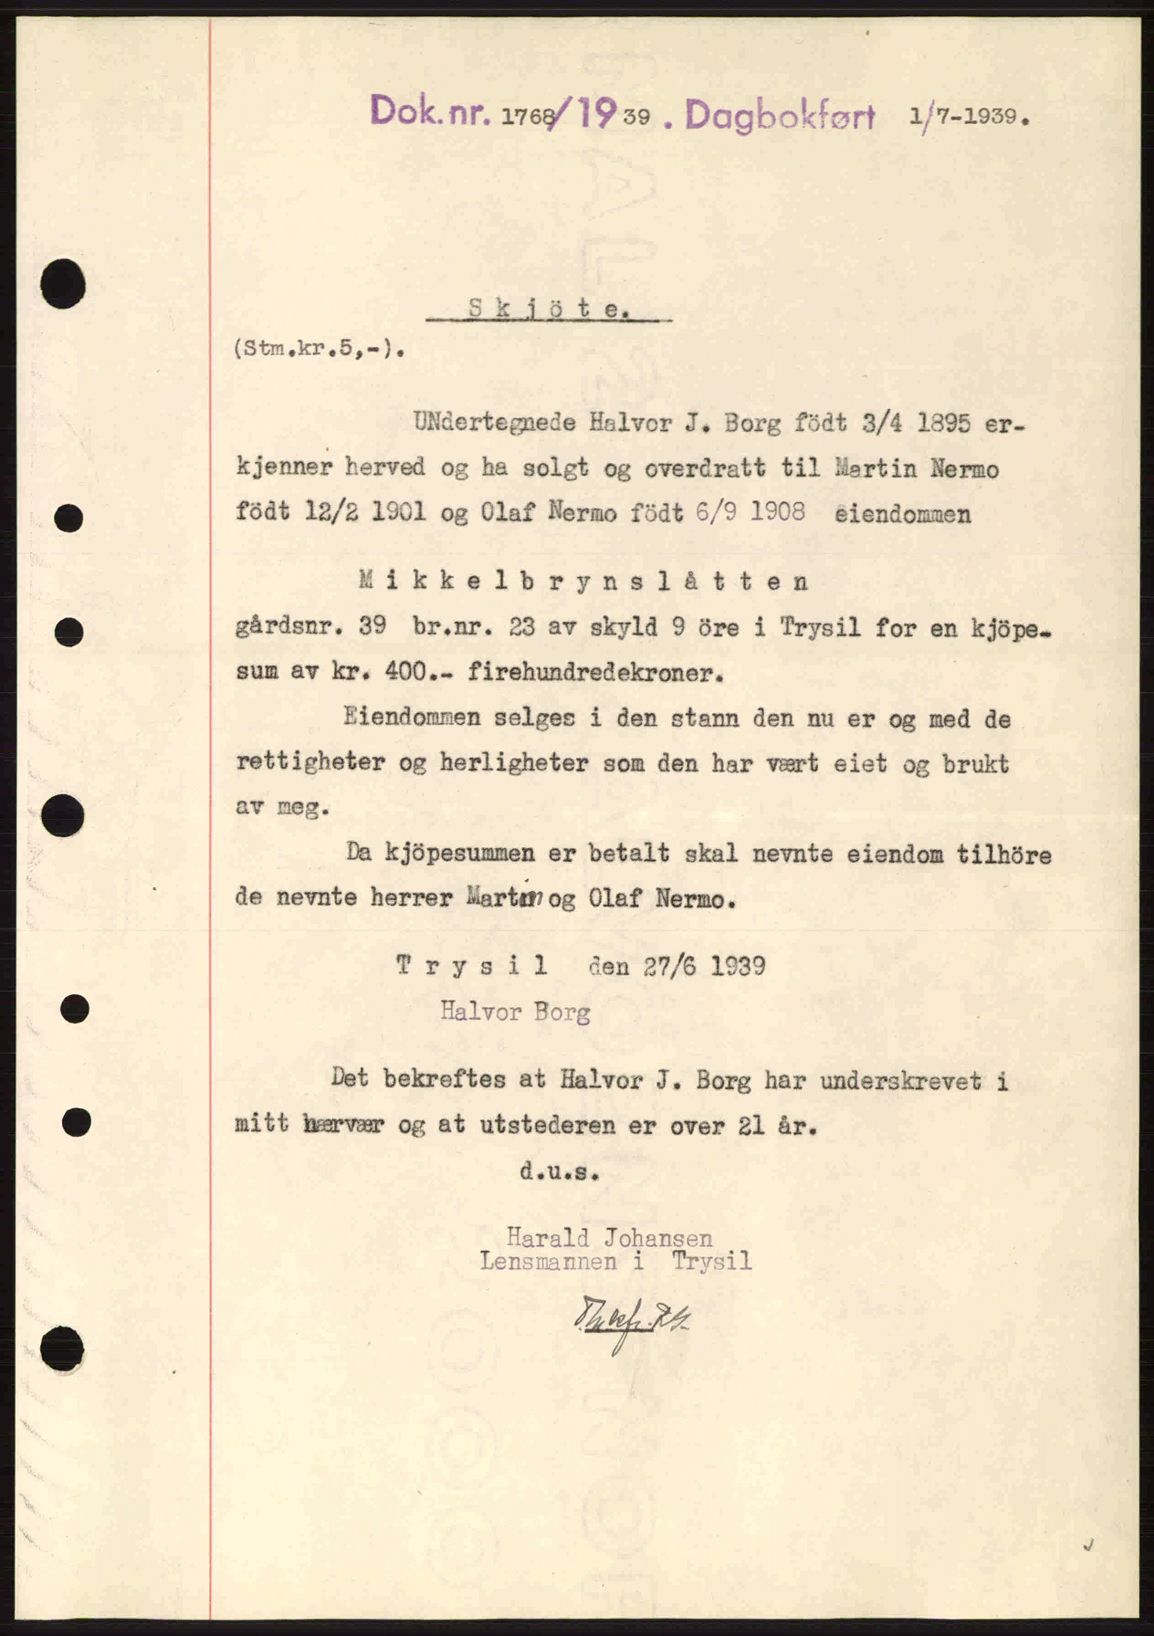 Dok.nr. 1768/1939. Dagbokført 1/7-1939.
Skjöte.
(Stm.kr.5,-).
UNdertegnede Halvor J. Borg födt 3/4 1895 er-
kjenner herved og ha solgt og overdratt til Martin Nermo
födt 12/2 1901 og Olaf Nermo födt 6/9 1908 eiendommen
Mikkelbrynslåtten
gårdsnr. 39 br.nr. 23 av skyld 9 öre i Trysil for en kjöpe-
sum av kr. 400.- firehundredekroner.
Eiendommen selges i den stann den nu er og med de
rettigheter og herligheter som den har vært eiet og brukt
av meg.
Da kjöpesummen er betalt skal nevnte eiendom tilhöre
de nevnte herrer Martin og Olaf Nermo.
Trysil den 27/6 1939
Halvor Borg
Det bekreftes at Halvor J. Borg har underskrevet i
mitt hærvær og at utstederen er over 21 år.
d.u.s.
Harald Johansen
Lensmannen i Trysil